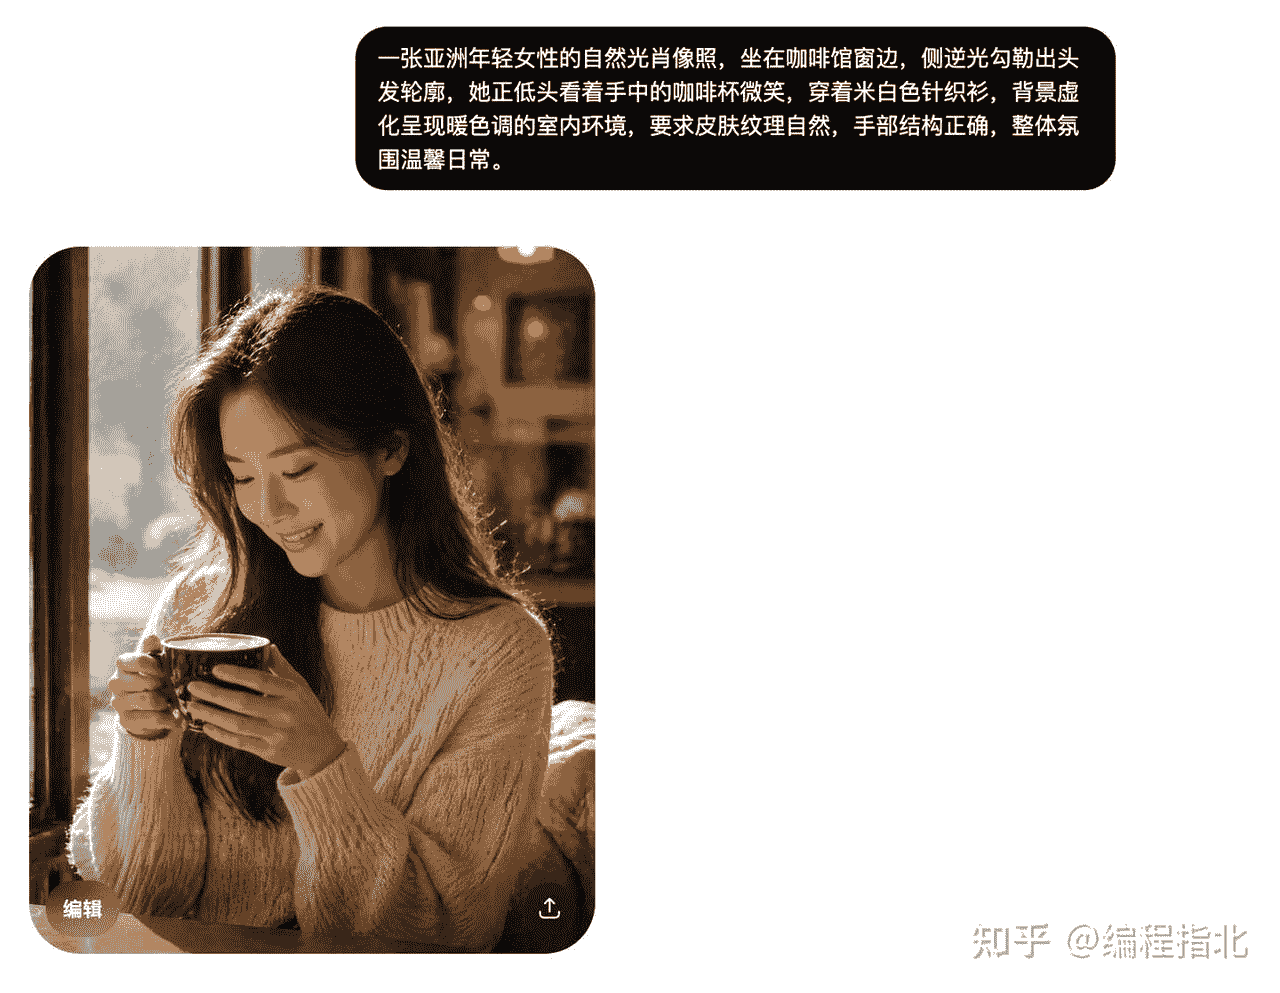 一张亚洲年轻女性的自然光肖像照，坐在咖啡馆窗边，侧逆光勾勒出头
发轮廓，她正低头看着手中的咖啡杯微笑，穿着米白色针织衫，背景虚
化呈现暖色调的室内环境，要求皮肤纹理自然，手部结构正确，整体氛
围温馨日常。
编辑
知乎 @编程指北